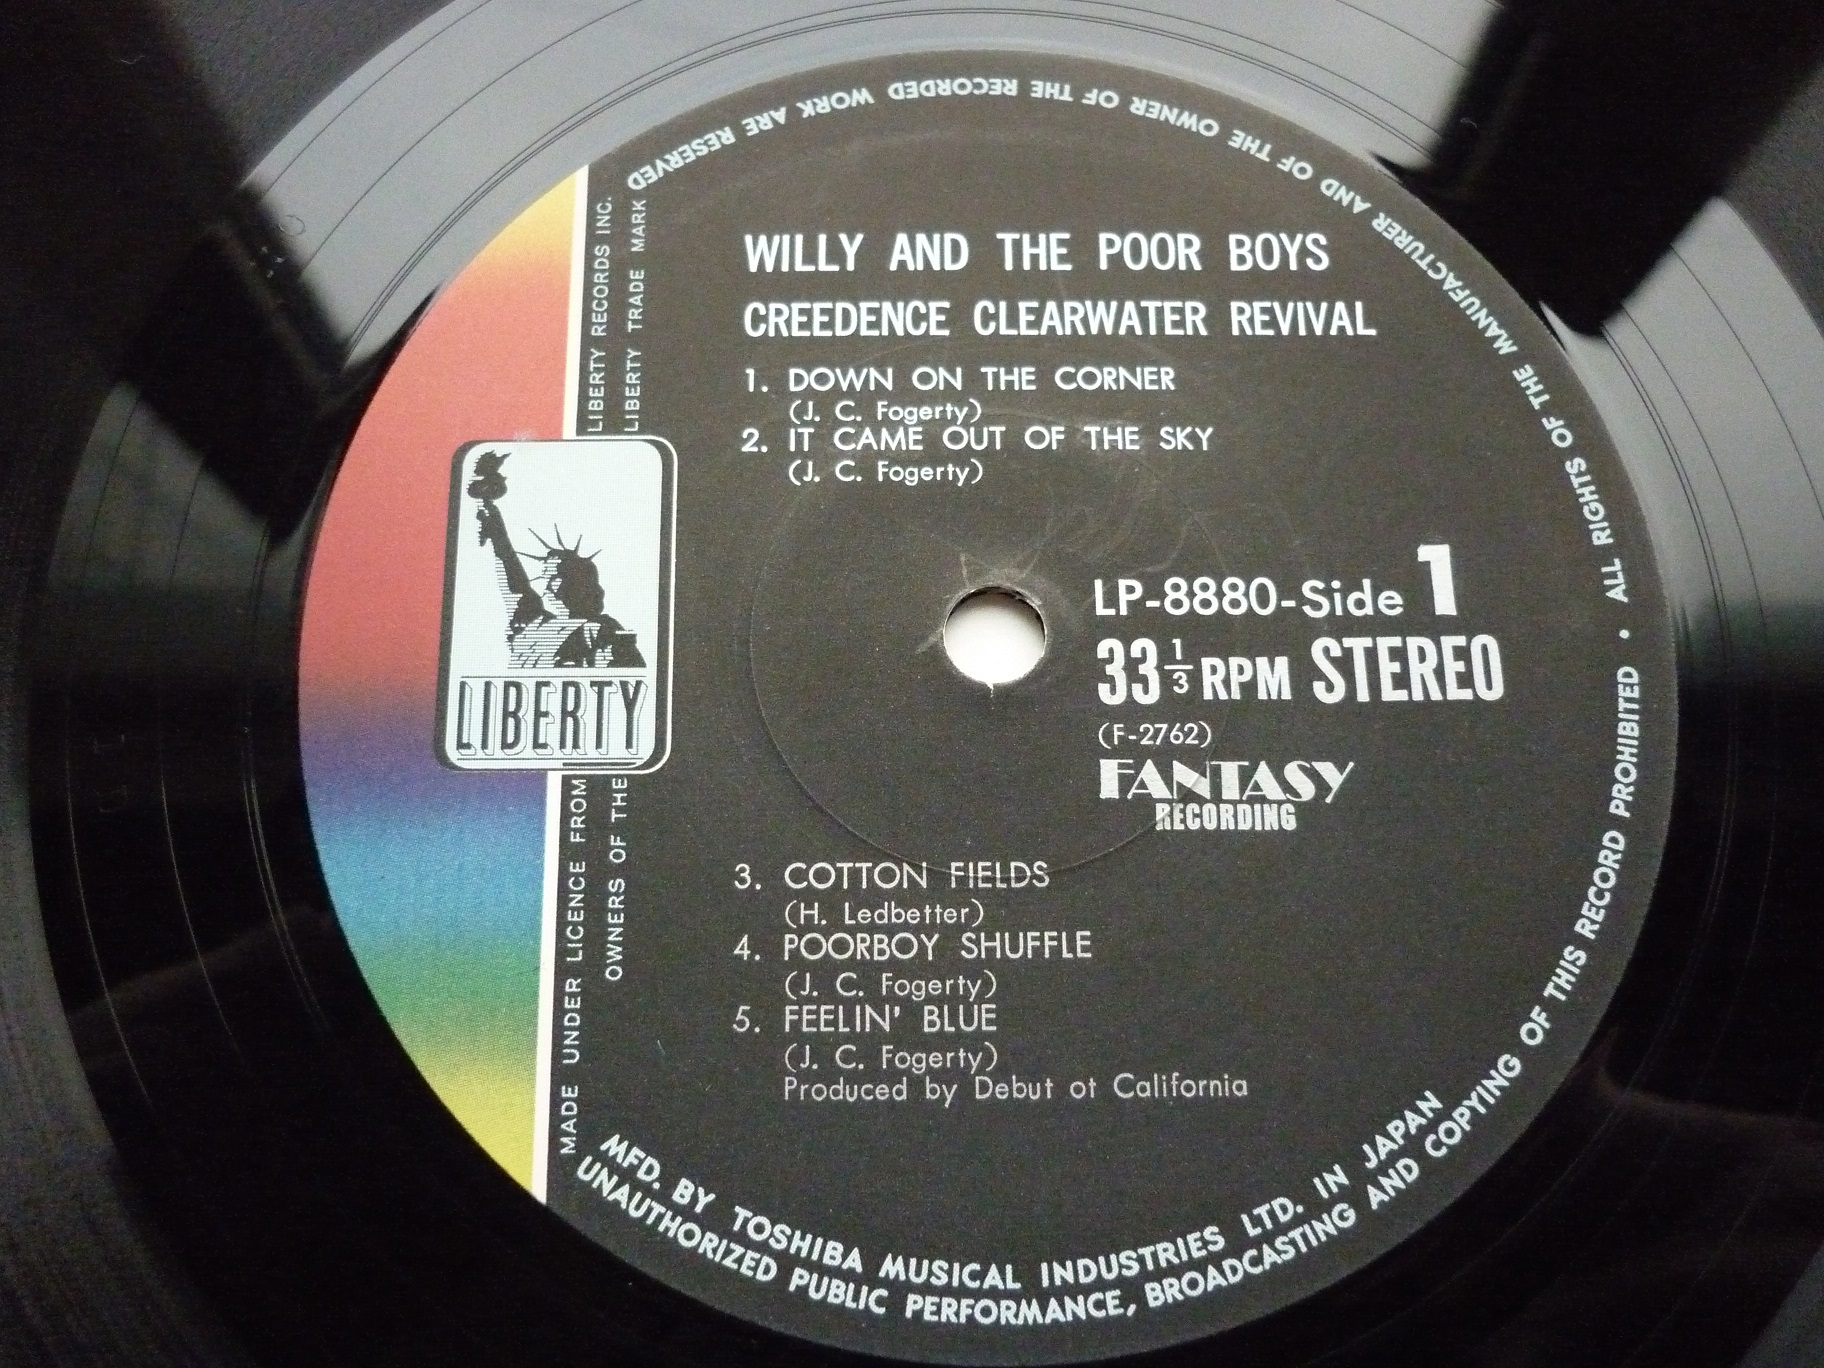 WILLY AND THE POOR BOYS
CREEDENCE CLEARWATER REVIVAL
1. DOWN ON THE CORNER
(J. C. Fogerty)
2. IT CAME OUT OF THE SKY
(J. C. Fogerty)
LP-8880-Side 1
33 1/3 RPM STEREO
(F-2762)
FANTASY
RECORDING
3. COTTON FIELDS
(H. Ledbetter)
4. POORBOY SHUFFLE
(J. C. Fogerty)
5. FEELIN' BLUE
(J. C. Fogerty)
Produced by Debut ot California
LIBERTY
MADE UNDER LICENCE FROM LIBERTY RECORDS INC.
OWNERS OF THE LIBERTY TRADE MARK
MFD. BY TOSHIBA MUSICAL INDUSTRIES LTD. IN JAPAN
UNAUTHORIZED PUBLIC PERFORMANCE, BROADCASTING AND COPYING OF THIS RECORD PROHIBITED • ALL RIGHTS OF THE MANUFACTURER AND OF THE OWNER OF THE RECORDED WORK ARE RESERVED